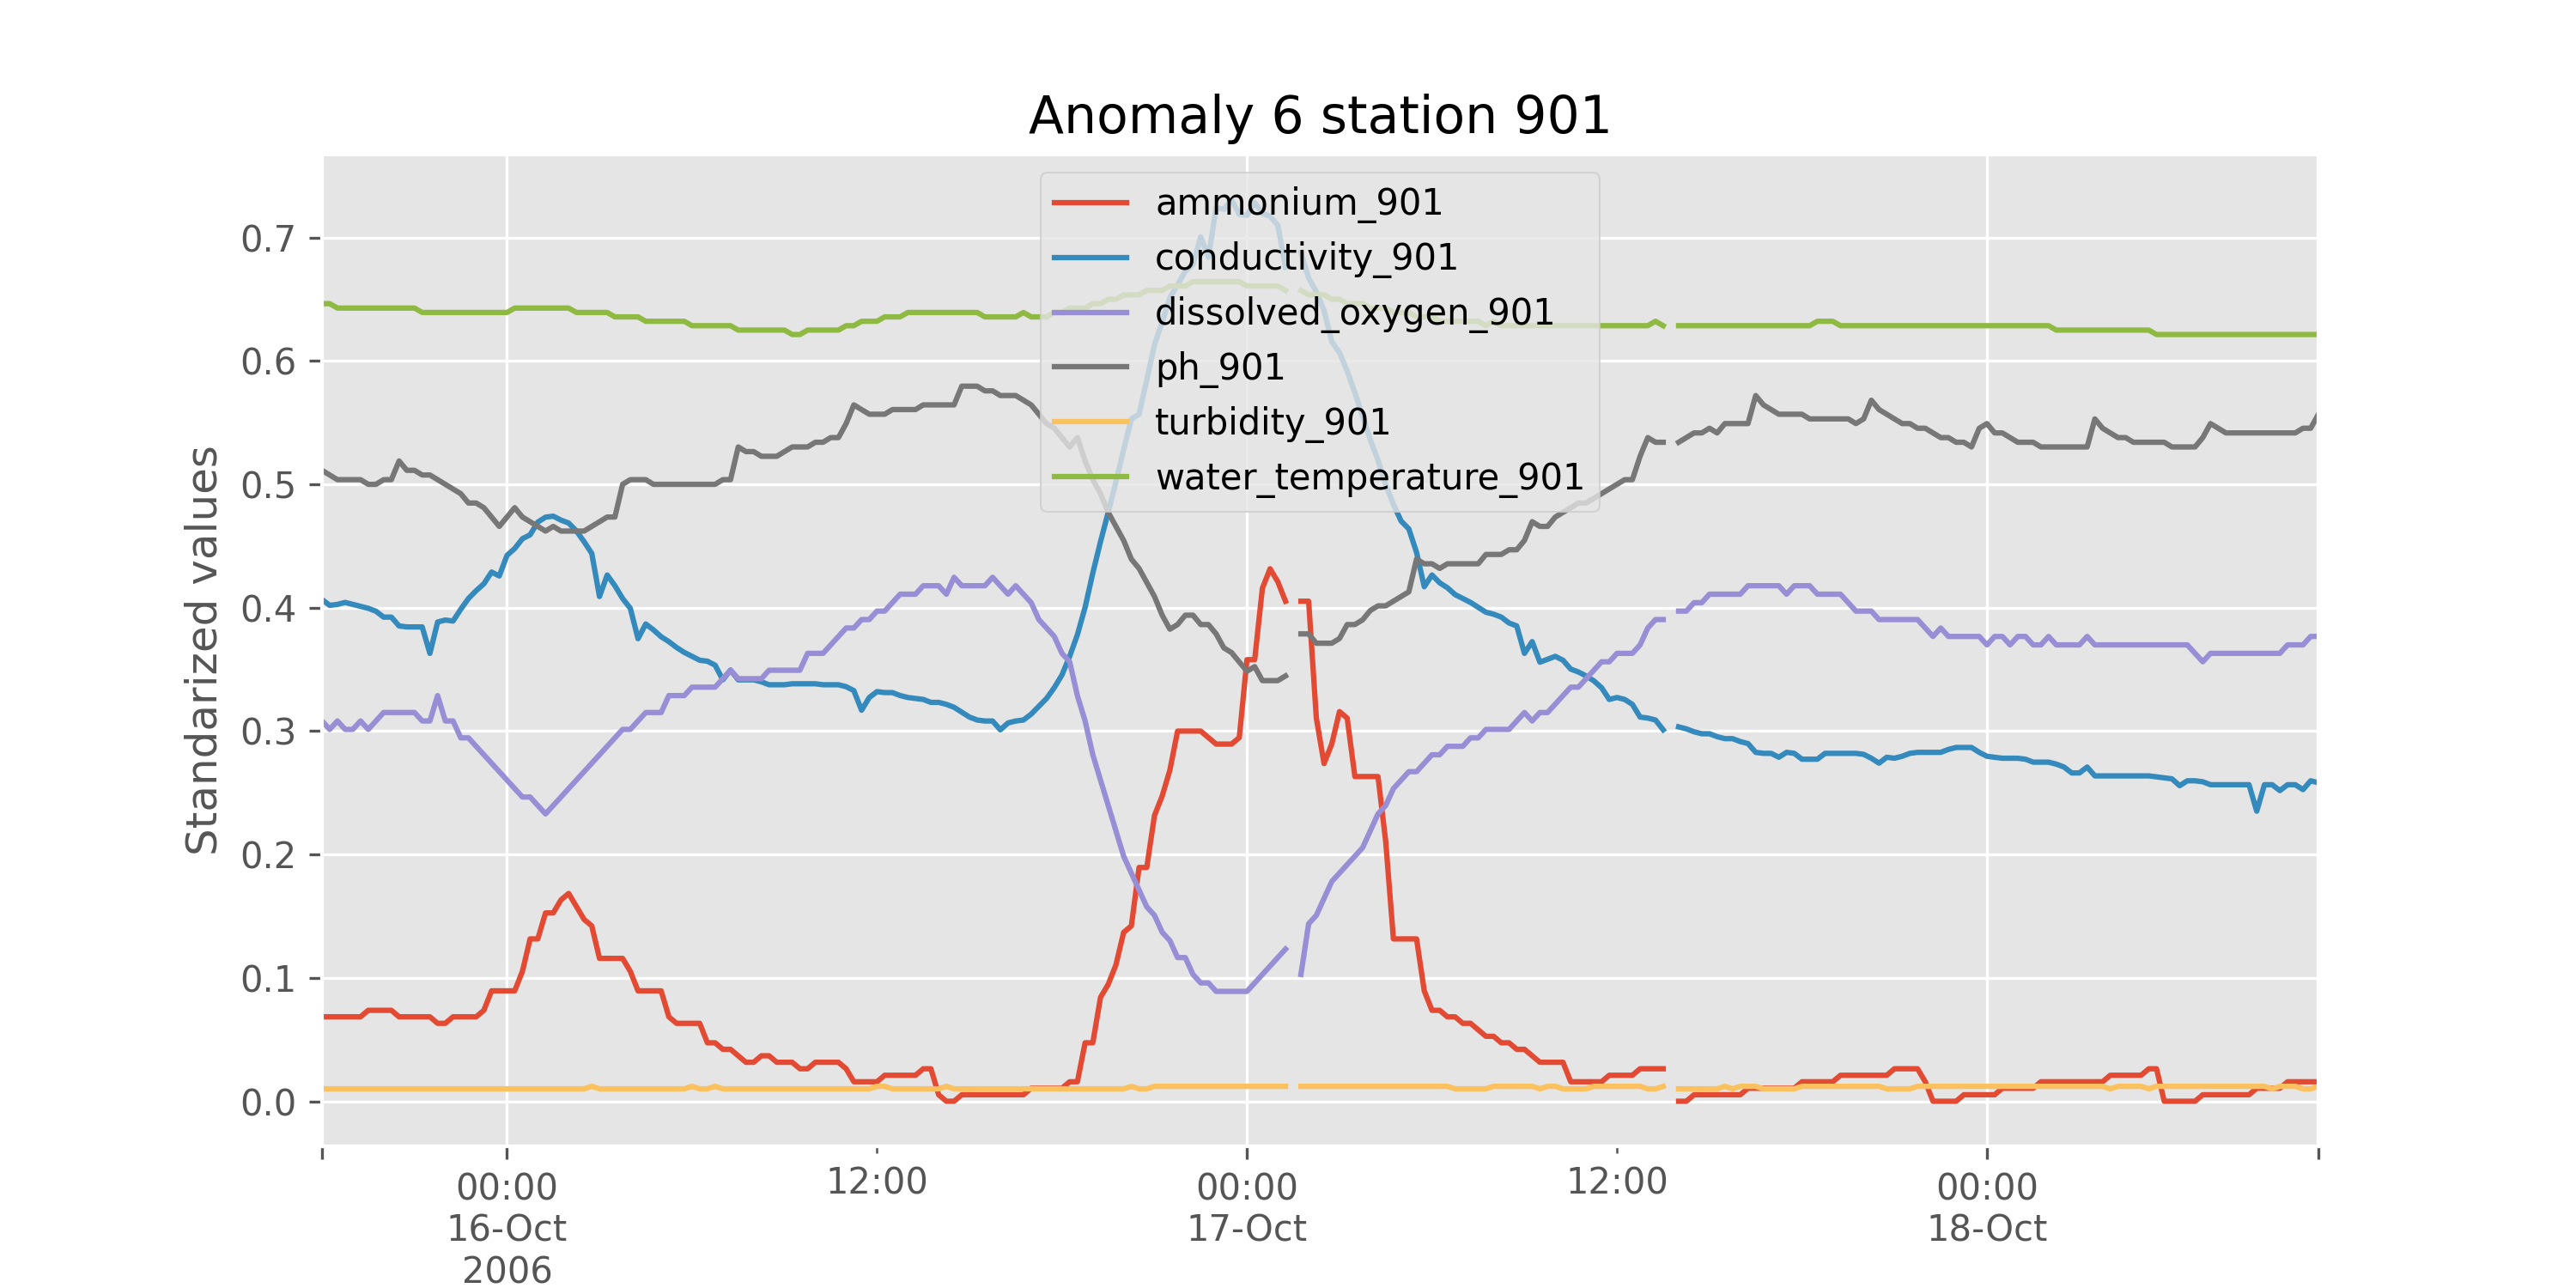 Anomaly 6 station 901
ammonium_901
conductivity_901
dissolved_oxygen_901
ph_901
turbidity_901
water_temperature_901
Standarized values
0.7
0.6
0.5
0.4
0.3
0.2
0.1
0.0
00:00
16-Oct
2006
12:00
00:00
17-Oct
12:00
00:00
18-Oct